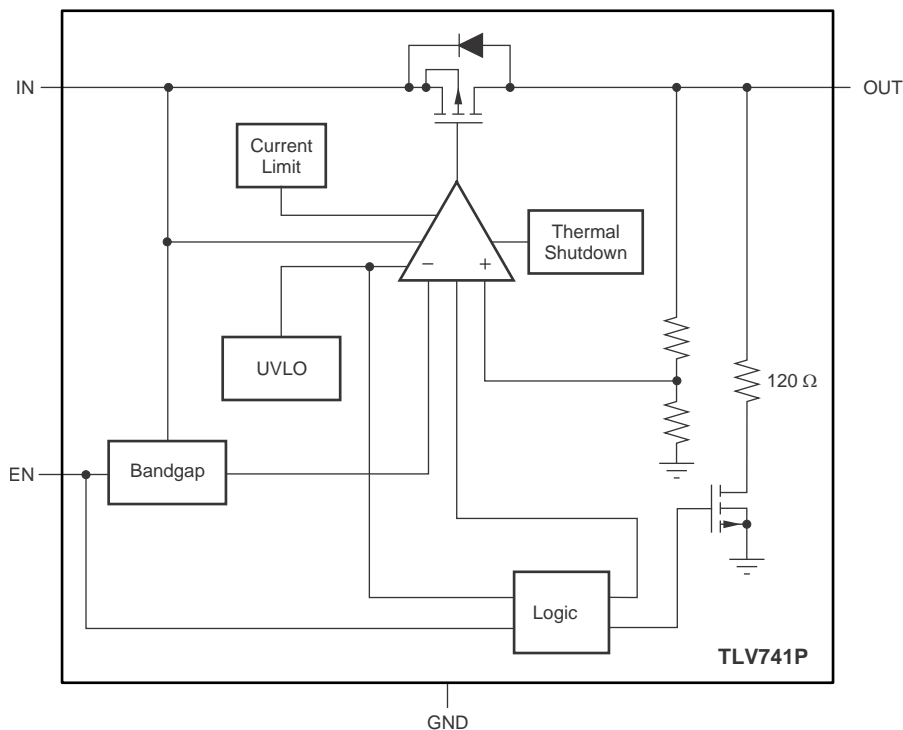 IN
OUT
Current
Limit
Thermal
Shutdown
−
+
UVLO
120 Ω
EN
Bandgap
Logic
TLV741P
GND